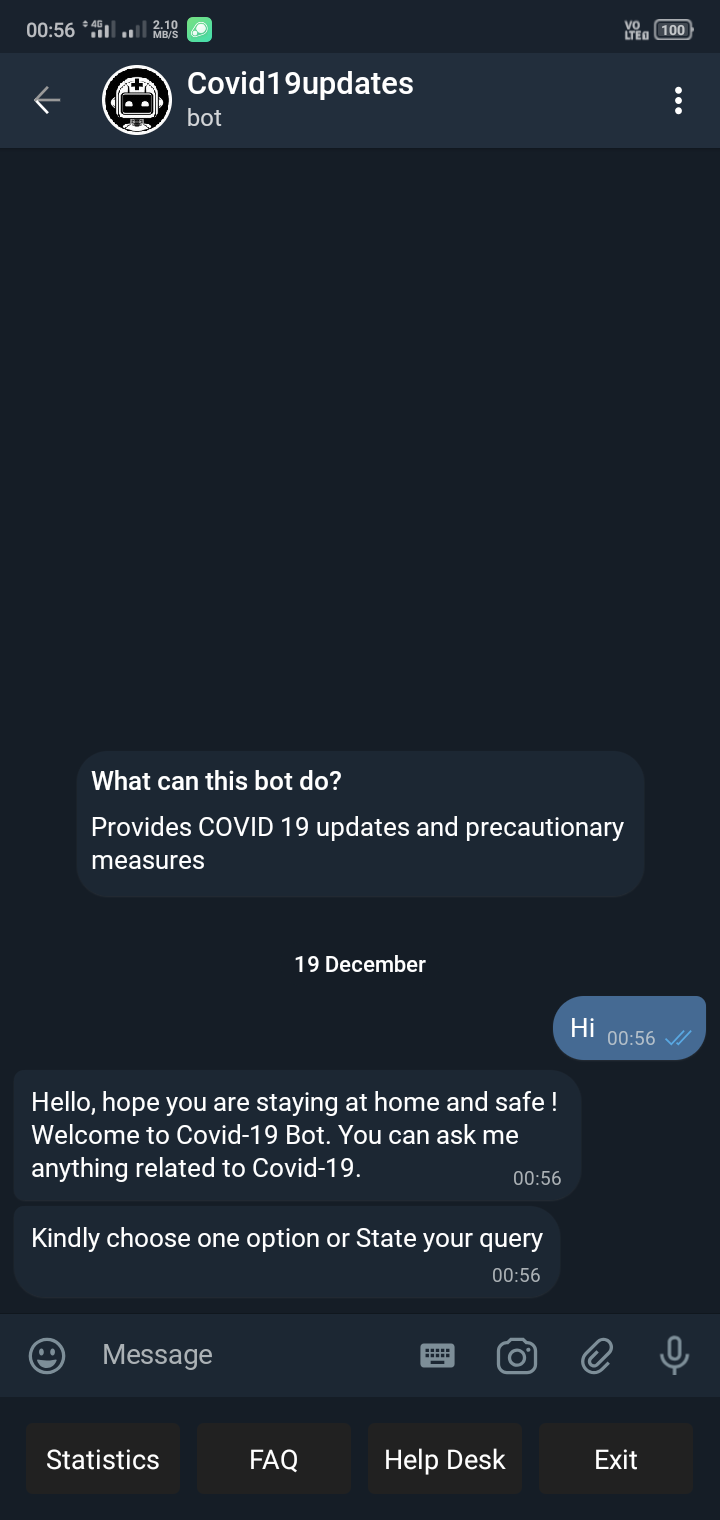 00:56 4G 2.10 MB/S VO LTE 100
Covid19updates
bot
What can this bot do?
Provides COVID 19 updates and precautionary
measures
19 December
Hi 00:56
Hello, hope you are staying at home and safe !
Welcome to Covid-19 Bot. You can ask me
anything related to Covid-19. 00:56
Kindly choose one option or State your query
00:56
Message
Statistics FAQ Help Desk Exit